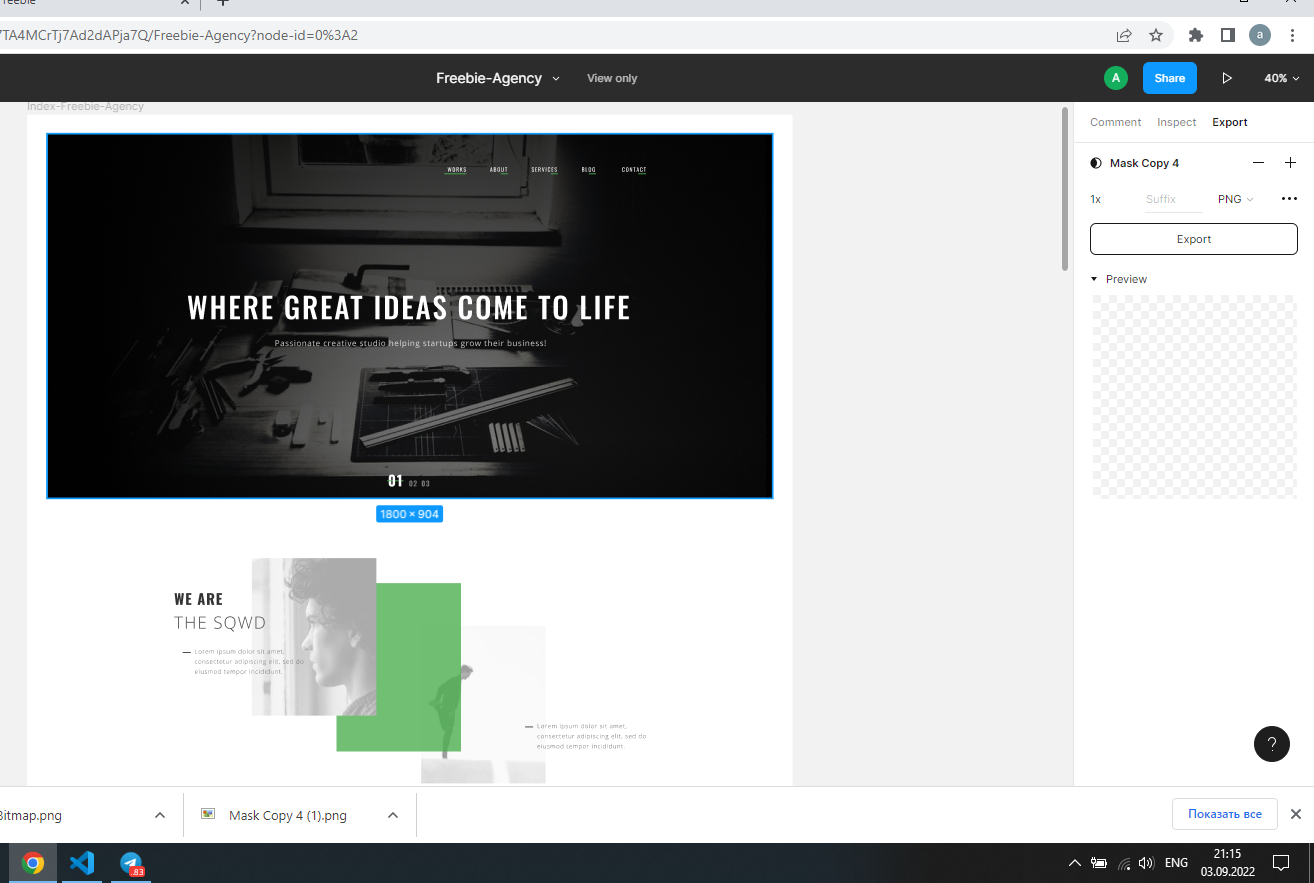 7TA4MCrTj7Ad2dAPja7Q/Freebie-Agency?node-id=0%3A2
a
Freebie-Agency
View only
A
Share
40%
Index-Freebie-Agency
Comment
Inspect
Export
WORKS
ABOUT
SERVICES
BLOG
CONTACT
Mask Copy 4
1x
Suffix
PNG
Export
Preview
WHERE GREAT IDEAS COME TO LIFE
Passionate creative studio helping startups grow their business!
01 02 03
1800 × 904
WE ARE
THE SQWD
Lorem ipsum dolor sit amet,
consectetur adipiscing elit, sed do
eiusmod tempor incididunt.
Lorem ipsum dolor sit amet,
consectetur adipiscing elit, sed do
eiusmod tempor incididunt.
?
Bitmap.png
Mask Copy 4 (1).png
Показать все
83
ENG
21:15
03.09.2022